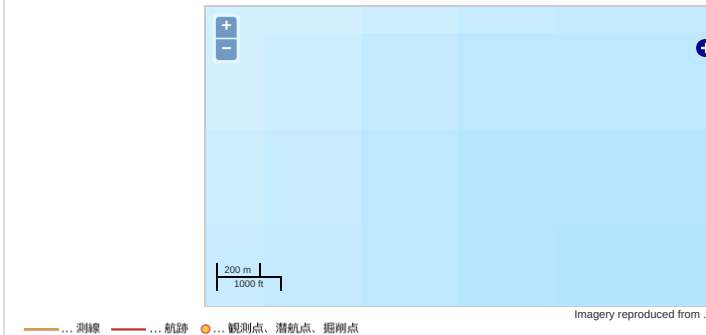 +
−
200 m
1000 ft
Imagery reproduced from .
... 測線 ... 航跡 ... 観測点、潜航点、掘削点